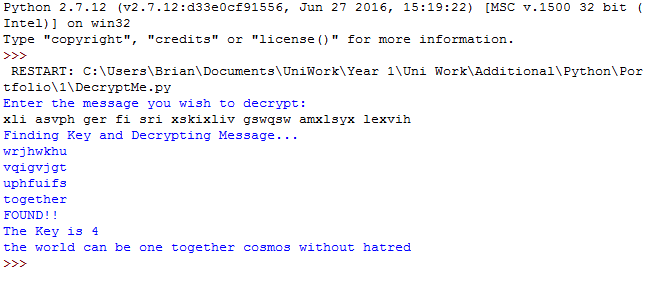 Python 2.7.12 (v2.7.12:d33e0cf91556, Jun 27 2016, 15:19:22) [MSC v.1500 32 bit (
Intel)] on win32
Type "copyright", "credits" or "license()" for more information.
>>>
 RESTART: C:\Users\Brian\Documents\UniWork\Year 1\Uni Work\Additional\Python\Por
tfolio\1\DecryptMe.py
Enter the message you wish to decrypt:
xli asvph ger fi sri xskixliv gswqsw amxlsyx lexvih
Finding Key and Decrypting Message...
wrjhwkhu
vqigvjgt
uphfuifs
together
FOUND!!
The Key is 4
the world can be one together cosmos without hatred
>>>